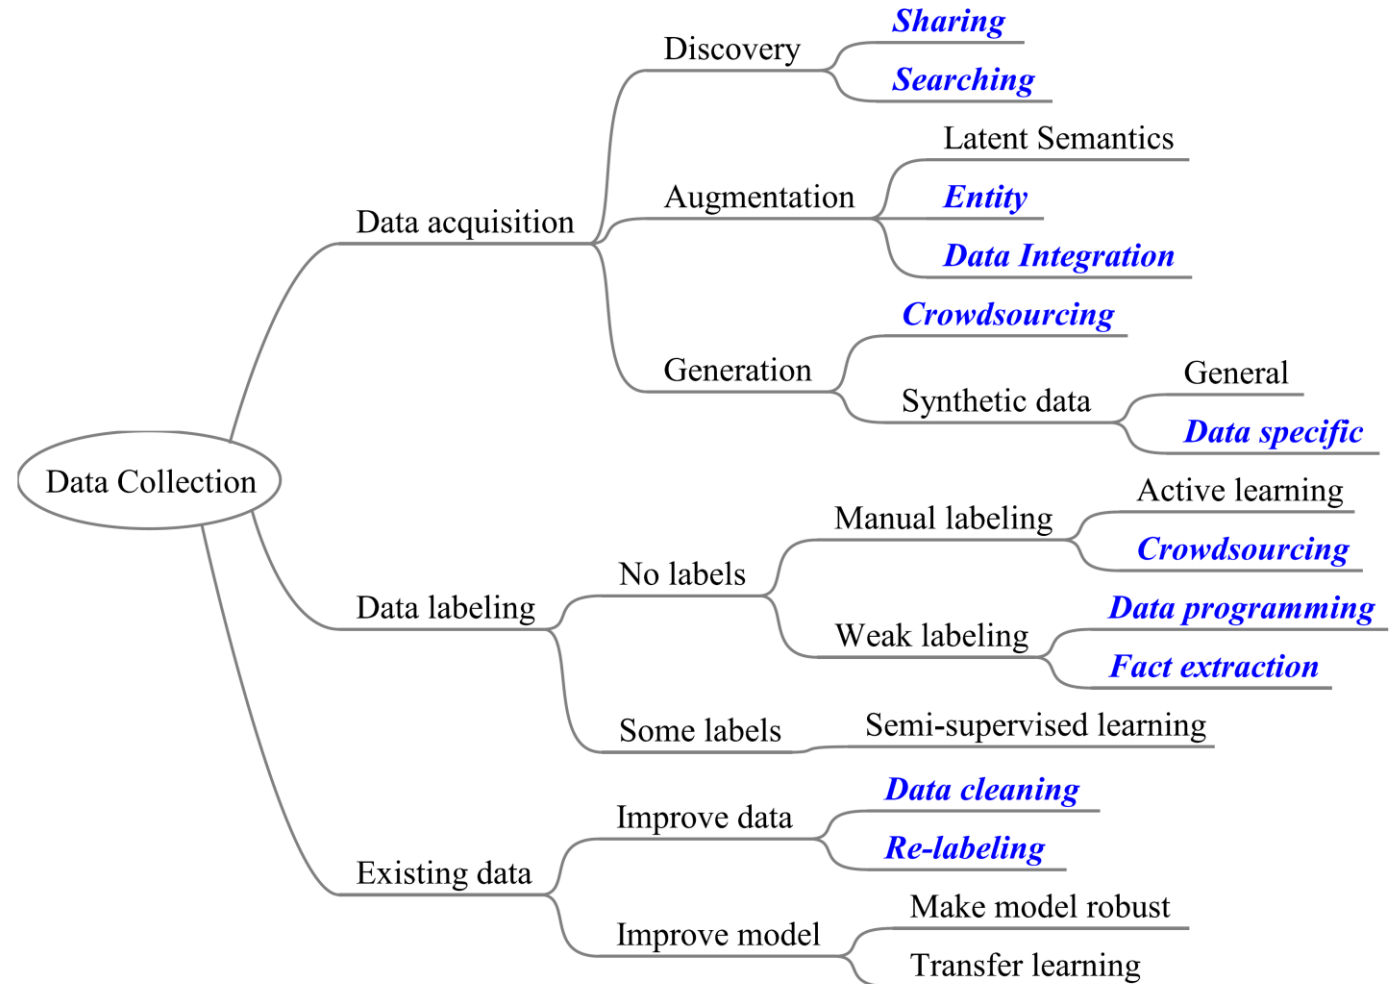 Data Collection
Data acquisition
Discovery
Sharing
Searching
Augmentation
Latent Semantics
Entity
Data Integration
Generation
Crowdsourcing
Synthetic data
General
Data specific
Data labeling
No labels
Manual labeling
Active learning
Crowdsourcing
Weak labeling
Data programming
Fact extraction
Some labels
Semi-supervised learning
Existing data
Improve data
Data cleaning
Re-labeling
Improve model
Make model robust
Transfer learning